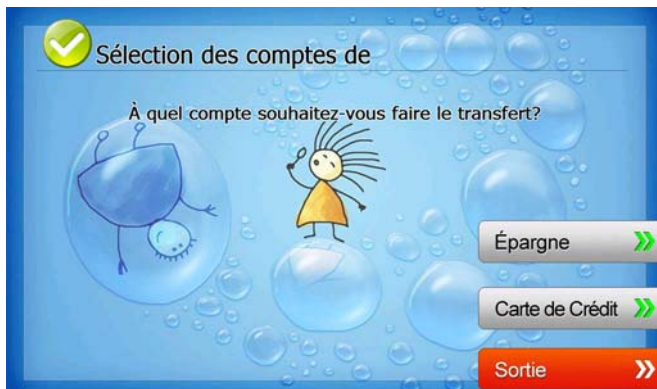 Sélection des comptes de
À quel compte souhaitez-vous faire le transfert?
Épargne
Carte de Crédit
Sortie